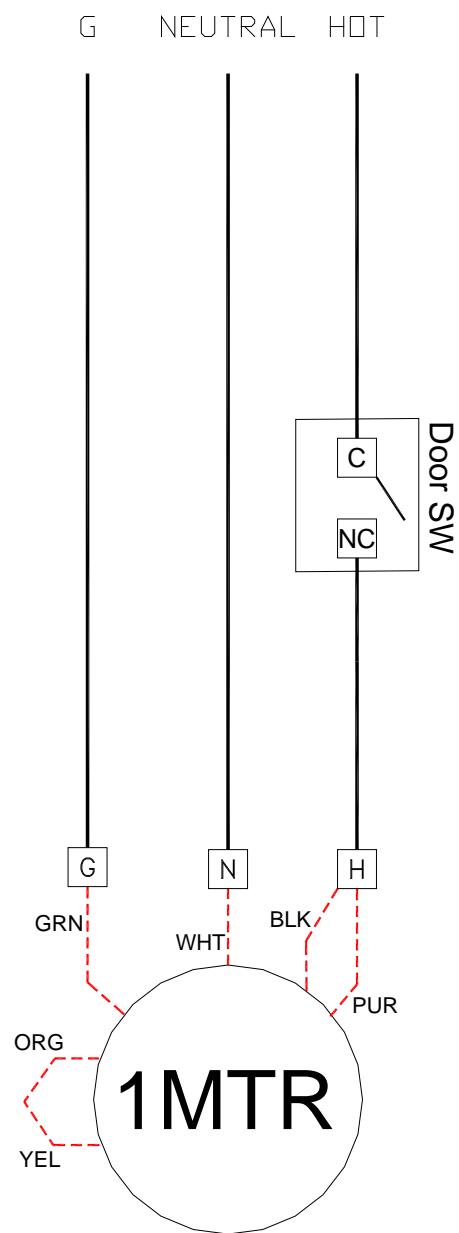 G NEUTRAL HOT
Door SW
C
NC
G N H
GRN
WHT
BLK
PUR
ORG
1MTR
YEL